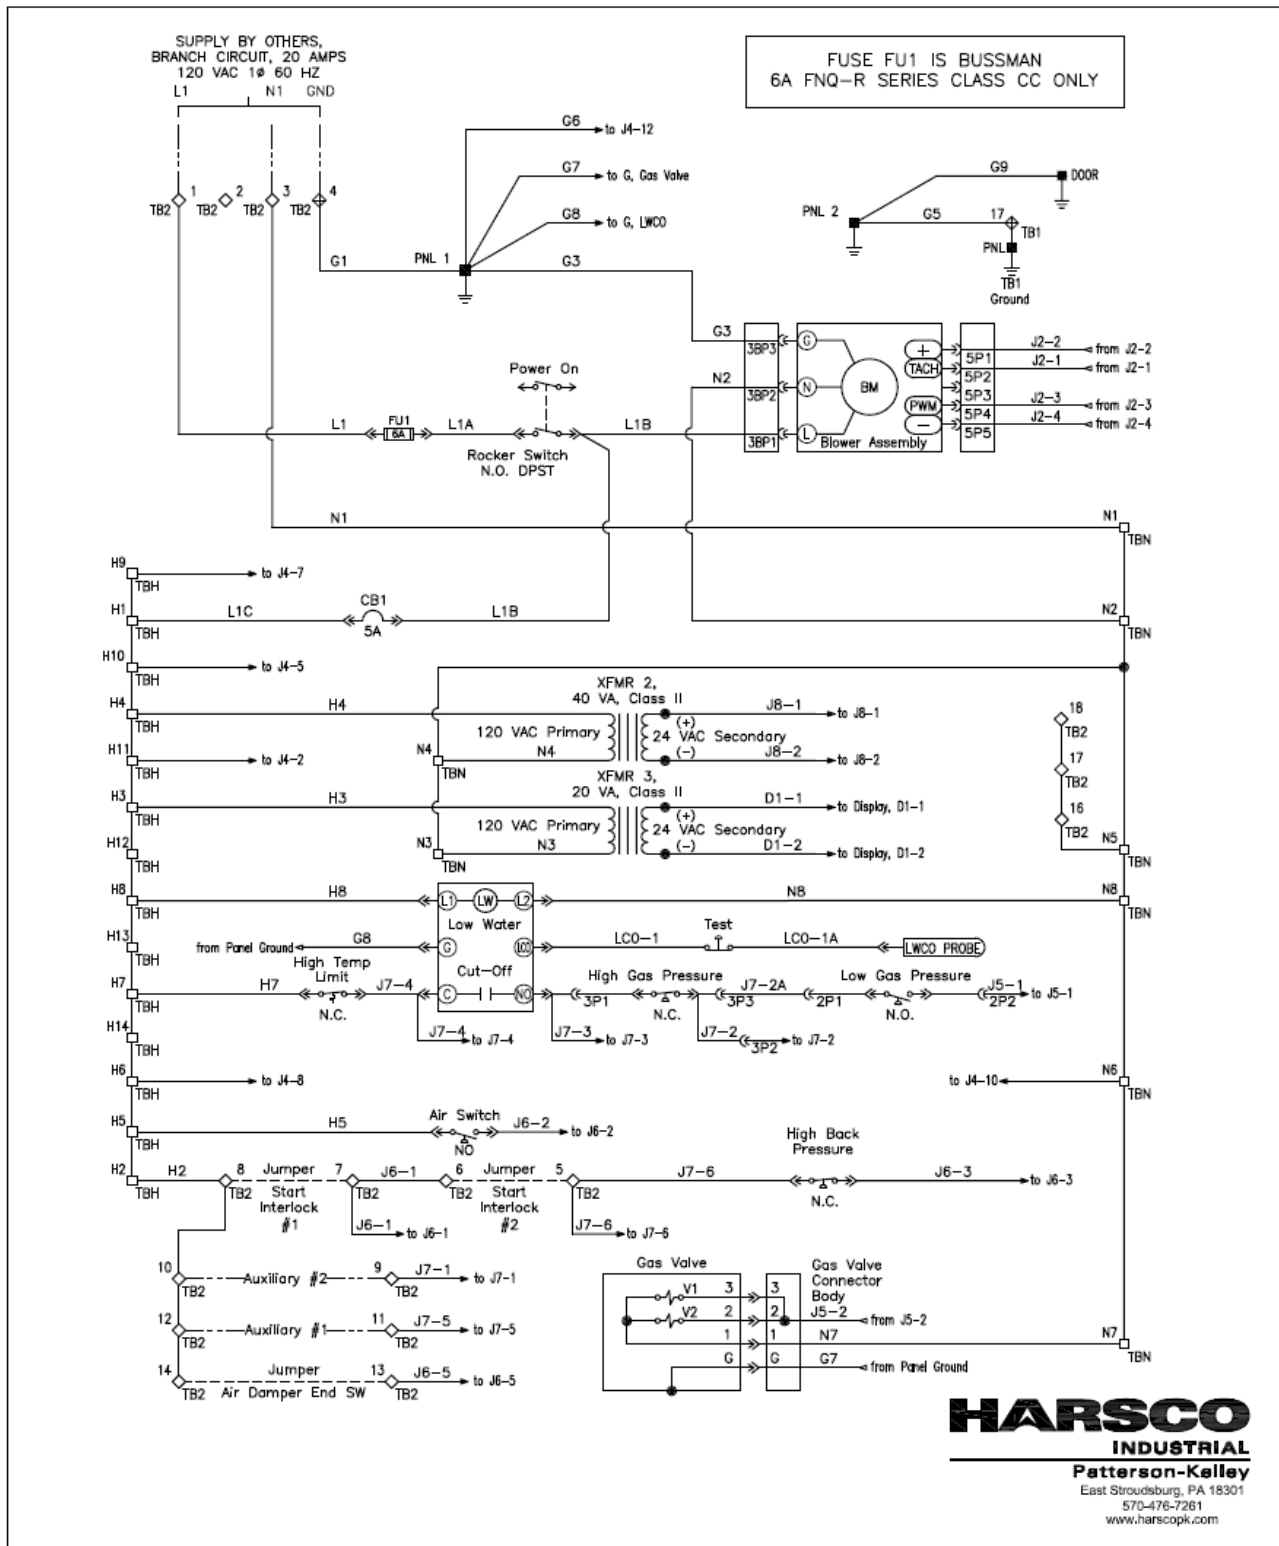 SUPPLY BY OTHERS,
BRANCH CIRCUIT, 20 AMPS
120 VAC 1ø 60 HZ
L1 N1 GND
FUSE FU1 IS BUSSMAN
6A FNQ-R SERIES CLASS CC ONLY
G6 to J4-12
G7 to G, Gas Valve
G8 to G, LWCO
G9 DOOR
1 2 3 4
TB2 TB2 TB2 TB2
PNL 2 G5 17 TB1
PNL
TB1
Ground
G1 PNL 1 G3
G3 3BP3 G
N2 3BP2 N BM
L1B 3BP1 L
Blower Assembly
+ 5P1 J2-2 from J2-2
TACH 5P2 J2-1 from J2-1
5P3
PWM 5P4 J2-3 from J2-3
- 5P5 J2-4 from J2-4
Power On
L1 FU1 6A L1A
Rocker Switch
N.O. DPST
N1 N1 TBN
H9 TBH to J4-7
H1 TBH L1C CB1 5A L1B N2 TBN
H10 TBH to J4-5
XFMR 2,
40 VA, Class II
H4 TBH H4 J8-1 to J8-1
120 VAC Primary (+) 24 VAC Secondary (-)
18 TB2
H11 TBH to J4-2 N4 TBN N4 J8-2 to J8-2
17 TB2
XFMR 3,
20 VA, Class II
H3 TBH H3 D1-1 to Display, D1-1
120 VAC Primary (+) 24 VAC Secondary (-)
16 TB2
H12 TBH N3 TBN N3 D1-2 to Display, D1-2 N5 TBN
H8 TBH H8 L1 LW L2 N8 N8 TBN
Low Water
H13 TBH from Panel Ground G8 G LCO LCO-1 Test LCO-1A LWCO PROBE
Cut-Off
High Temp
Limit
High Gas Pressure Low Gas Pressure
H7 TBH H7 N.C. J7-4 C NO 3P1 N.C. 3P3 J7-2A 2P1 N.O. J5-1 2P2 to J5-1
H14 TBH J7-4 to J7-4 J7-3 to J7-3 J7-2 3P2 to J7-2
H6 TBH to J4-8 to J4-10 N6 TBN
H5 TBH H5 Air Switch NO J6-2 to J6-2
High Back
Pressure
H2 TBH H2 8 TB2 Jumper 7 TB2 J6-1 6 TB2 Jumper 5 TB2 J7-6 N.C. J6-3 to J6-3
Start
Interlock
#1
Start
Interlock
#2
J6-1 to J6-1 J7-6 to J7-6
10 TB2 Auxiliary #2 9 TB2 J7-1 to J7-1
12 TB2 Auxiliary #1 11 TB2 J7-5 to J7-5
14 TB2 Jumper 13 TB2 J6-5 to J6-5
Air Damper End SW
Gas Valve
Gas Valve
Connector
Body
V1 3 3
V2 2 2 J5-2 from J5-2
1 1 N7 N7 TBN
G G G7 from Panel Ground
HARSCO
INDUSTRIAL
Patterson-Kelley
East Stroudsburg, PA 18301
570-476-7261
www.harscopk.com